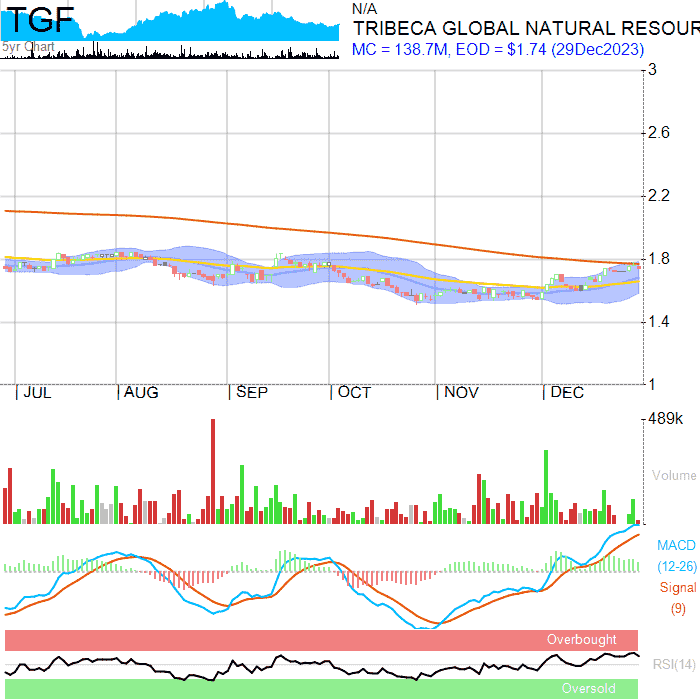 TGF
5yr Chart
N/A
TRIBECA GLOBAL NATURAL RESOUR
MC = 138.7M, EOD = $1.74 (29Dec2023)
3
2.6
2.2
1.8
1.4
1
JUL
AUG
SEP
OCT
NOV
DEC
489k
Volume
MACD
(12-26)
Signal
(9)
Overbought
RSI(14)
Oversold